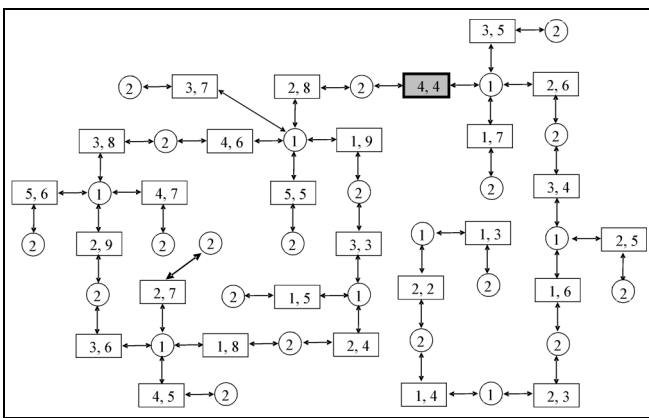 3, 5 2
2 3, 7 2, 8 2 4, 4 1 2, 6
3, 8 2 4, 6 1 1, 9 1, 7 2
5, 6 1 4, 7 5, 5 2 2 3, 4
2 2, 9 2 2 2 3, 3 1 1, 3 1 2, 5
2 2, 7 2 1, 5 1 2, 2 2 1, 6 2
3, 6 1 1, 8 2 2, 4 2 2
4, 5 2 1, 4 1 2, 3